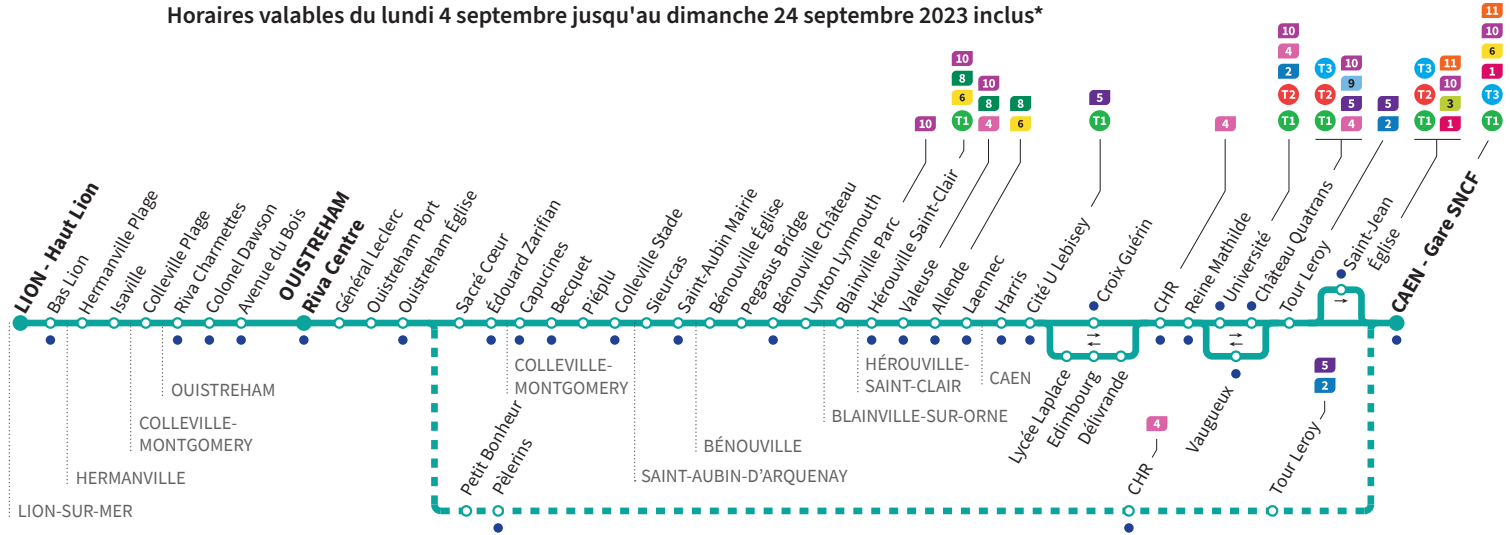 Horaires valables du lundi 4 septembre jusqu'au dimanche 24 septembre 2023 inclus*
10
10
8
6
T1
10
8
4
8
6
5
T1
4
10
4
2
T2
T1
T3
T2
T1
10
9
5
4
5
2
T3
T2
T1
11
10
3
1
11
10
6
1
T3
T1
LION - Haut Lion
Bas Lion
Hermanville Plage
Isaville
Colleville Plage
Riva Charmettes
Colonel Dawson
Avenue du Bois
OUISTREHAM
Riva Centre
Général Leclerc
Ouistreham Port
Ouistreham Église
Sacré Cœur
Édouard Zarifian
Capucines
Becquet
Piéplu
Colleville Stade
Sieurcas
Saint-Aubin Mairie
Bénouville Église
Pegasus Bridge
Bénouville Château
Lynton Lynmouth
Blainville Parc
Hérouville Saint-Clair
Valeuse
Allende
Laennec
Harris
Cité U Lebisey
Croix Guérin
CHR
Reine Mathilde
Université
Château Quatrans
Tour Leroy
Saint-Jean
Église
CAEN - Gare SNCF
Lycée Laplace
Edimbourg
Délivrande
Vaugueux
LION-SUR-MER
HERMANVILLE
COLLEVILLE-
MONTGOMERY
OUISTREHAM
COLLEVILLE-
MONTGOMERY
SAINT-AUBIN-D'ARQUENAY
BÉNOUVILLE
BLAINVILLE-SUR-ORNE
HÉROUVILLE-
SAINT-CLAIR
CAEN
Petit Bonheur
Pèlerins
4
CHR
5
2
Tour Leroy